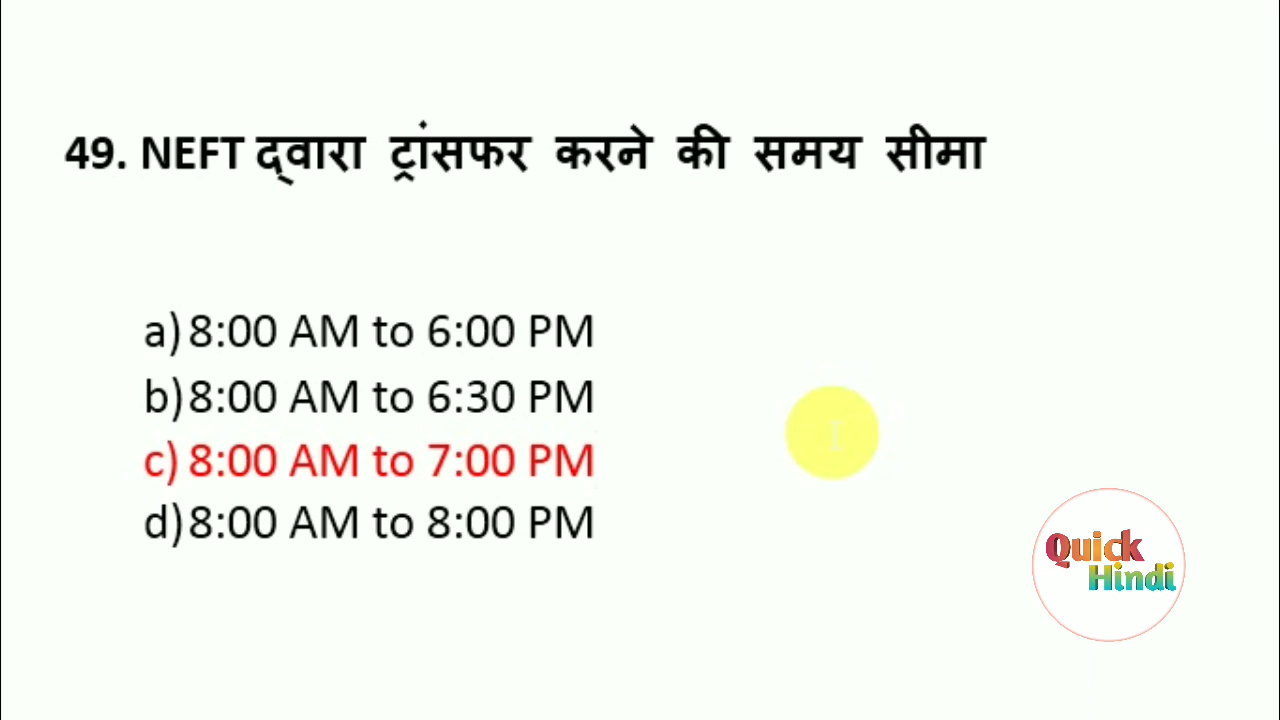 49. NEFT द्वारा ट्रांसफर करने की समय सीमा
a) 8:00 AM to 6:00 PM
b) 8:00 AM to 6:30 PM
c) 8:00 AM to 7:00 PM
d) 8:00 AM to 8:00 PM
Quick
Hindi